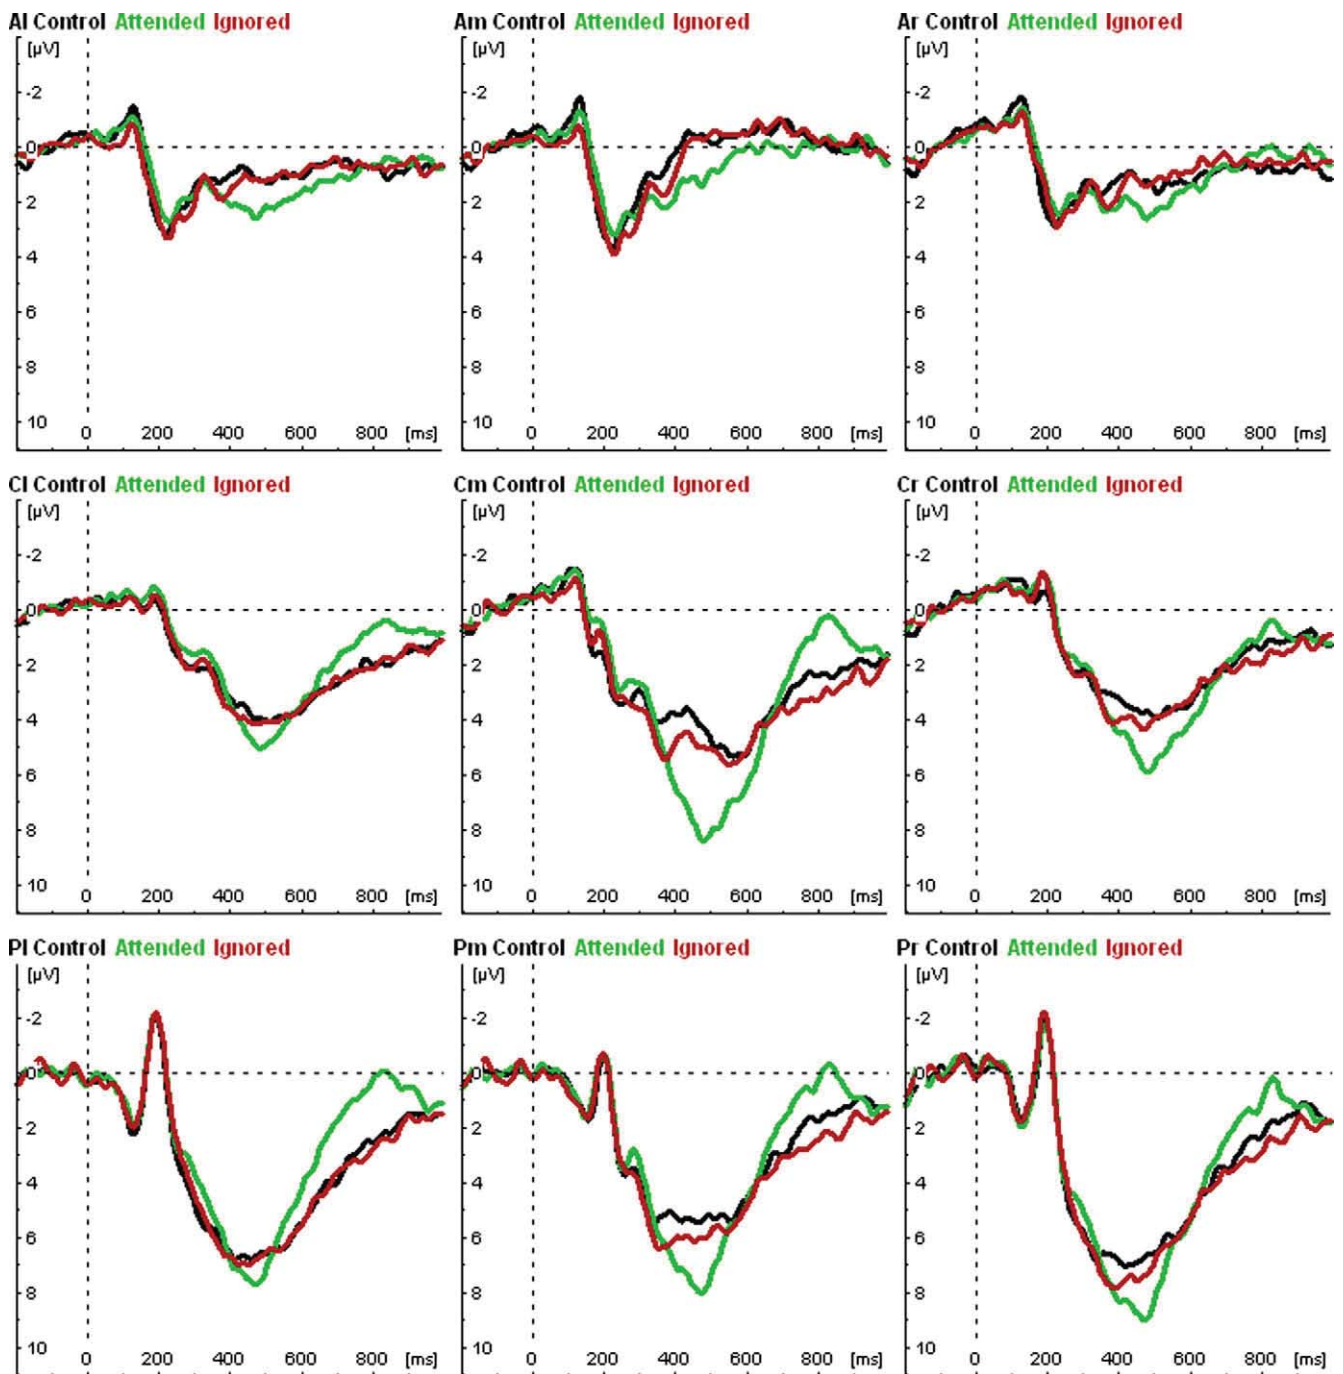 Al Control Attended Ignored
[µV]
-2
0
2
4
6
8
10
0 200 400 600 800 [ms]
Am Control Attended Ignored
[µV]
-2
0
2
4
6
8
10
0 200 400 600 800 [ms]
Ar Control Attended Ignored
[µV]
-2
0
2
4
6
8
10
0 200 400 600 800 [ms]
Cl Control Attended Ignored
[µV]
-2
0
2
4
6
8
10
0 200 400 600 800 [ms]
Cm Control Attended Ignored
[µV]
-2
0
2
4
6
8
10
0 200 400 600 800 [ms]
Cr Control Attended Ignored
[µV]
-2
0
2
4
6
8
10
0 200 400 600 800 [ms]
Pl Control Attended Ignored
[µV]
-2
0
2
4
6
8
10
0 200 400 600 800 [ms]
Pm Control Attended Ignored
[µV]
-2
0
2
4
6
8
10
0 200 400 600 800 [ms]
Pr Control Attended Ignored
[µV]
-2
0
2
4
6
8
10
0 200 400 600 800 [ms]